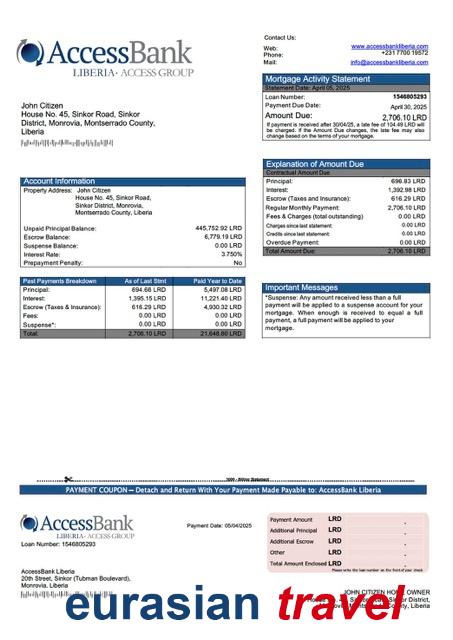 AccessBank
LIBERIA · ACCESS GROUP
Contact Us:
Web: www.accessbankliberia.com
Phone: +231 7700 19572
Mail: info@accessbankliberia.com
Mortgage Activity Statement
Statement Date: April 05, 2025
Loan Number: 1546805293
Payment Due Date: April 30, 2025
Amount Due: 2,706.10 LRD
If payment is received after 30/04/25, a late fee of 104.49 LRD will
be charged. If the Amount Due changes, the late fee may also
change based on the terms of your mortgage.
John Citizen
House No. 45, Sinkor Road, Sinkor
District, Monrovia, Montserrado County,
Liberia
Explanation of Amount Due
Contractual Amount Due
Principal: 696.83 LRD
Interest: 1,392.98 LRD
Escrow (Taxes and Insurance): 616.29 LRD
Regular Monthly Payment: 2,706.10 LRD
Fees & Charges (total outstanding) 0.00 LRD
Charges since last statement: 0.00 LRD
Credits since last statement: 0.00 LRD
Overdue Payment: 0.00 LRD
Total Amount Due: 2,706.10 LRD
Account Information
Property Address: John Citizen
House No. 45, Sinkor Road,
Sinkor District, Monrovia,
Montserrado County, Liberia
Unpaid Principal Balance: 445,752.92 LRD
Escrow Balance: 6,779.19 LRD
Suspense Balance: 0.00 LRD
Interest Rate: 3.750%
Prepayment Penalty: No
Past Payments Breakdown As of Last Stmt Paid Year to Date
Principal: 694.66 LRD 5,497.08 LRD
Interest: 1,395.15 LRD 11,221.40 LRD
Escrow (Taxes & Insurance): 616.29 LRD 4,930.32 LRD
Fees: 0.00 LRD 0.00 LRD
Suspense*: 0.00 LRD 0.00 LRD
Total: 2,706.10 LRD 21,648.80 LRD
Important Messages
*Suspense: Any amount received less than a full
payment will be applied to a suspense account for your
mortgage. When enough is received to equal a full
payment, a full payment will be applied to your
mortgage.
PAYMENT COUPON — Detach and Return With Your Payment Made Payable to: AccessBank Liberia
AccessBank
LIBERIA · ACCESS GROUP
Loan Number: 1546805293
Payment Date: 05/04/2025
Payment Amount LRD .
Additional Principal LRD .
Additional Escrow LRD .
Other LRD .
Total Amount Enclosed LRD .
Please write the loan number on the front of your check.
AccessBank Liberia
20th Street, Sinkor (Tubman Boulevard),
Monrovia, Liberia
eurasian travel